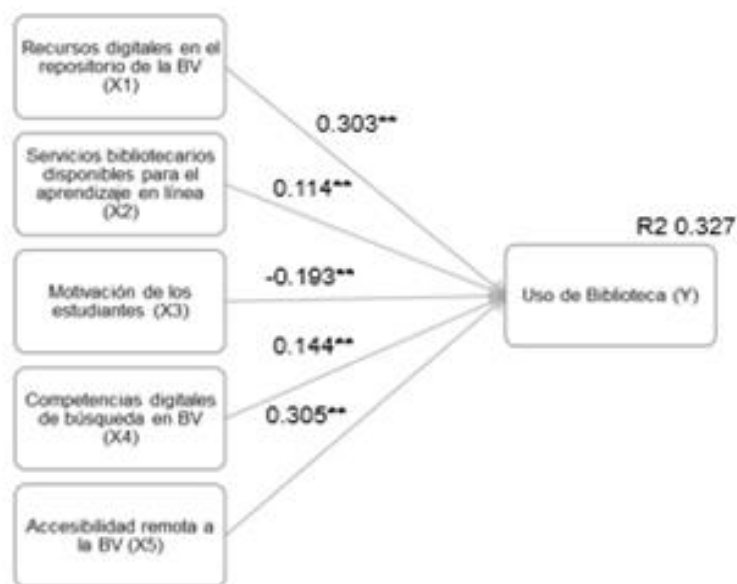 Recursos digitales en el
repositorio de la BV
(X1)
0.303**
Servicios bibliotecarios
disponibles para el
aprendizaje en línea
(X2)
0.114**
R2 0.327
Motivación de los
estudiantes (X3)
-0.193**
Uso de Biblioteca (Y)
Competencias digitales
de búsqueda en BV
(X4)
0.144**
0.305**
Accesibilidad remota a
la BV (X5)